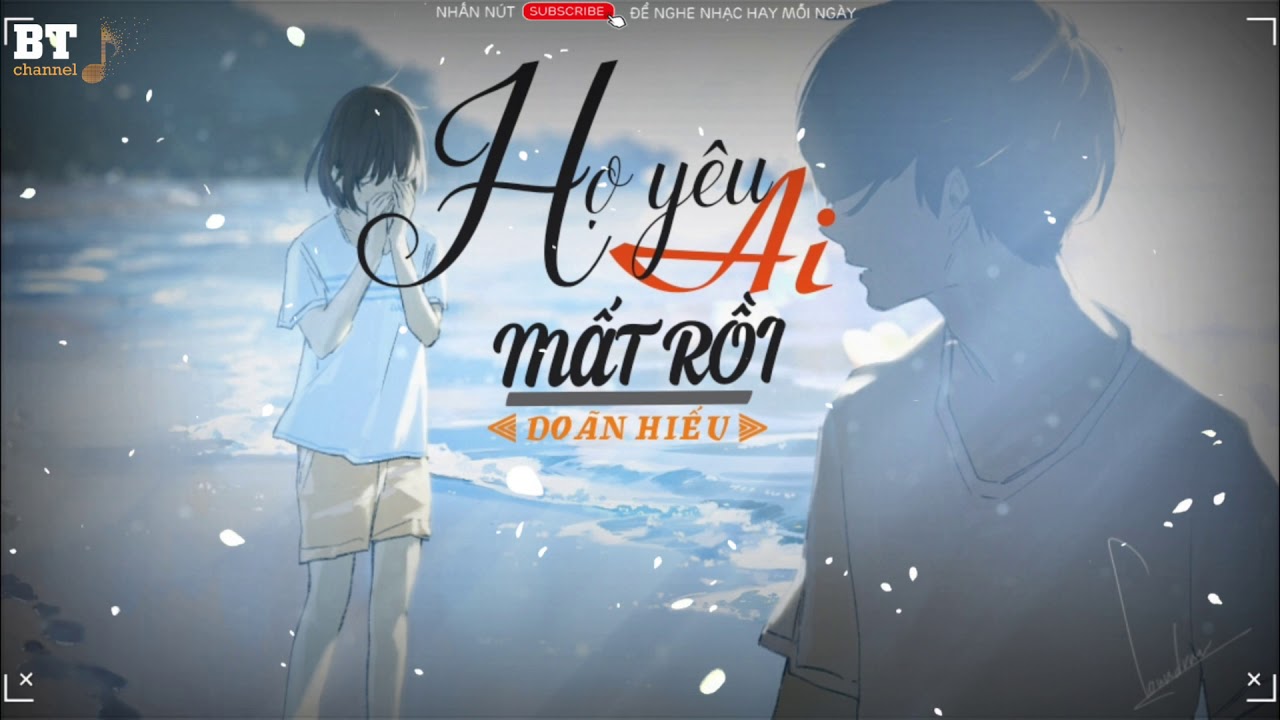 NHẤN NÚT SUBSCRIBE ĐỂ NGHE NHẠC HAY MỖI NGÀY
BT
channel
Họ yêu Ai
MẤT RỒI
DOÃN HIẾU